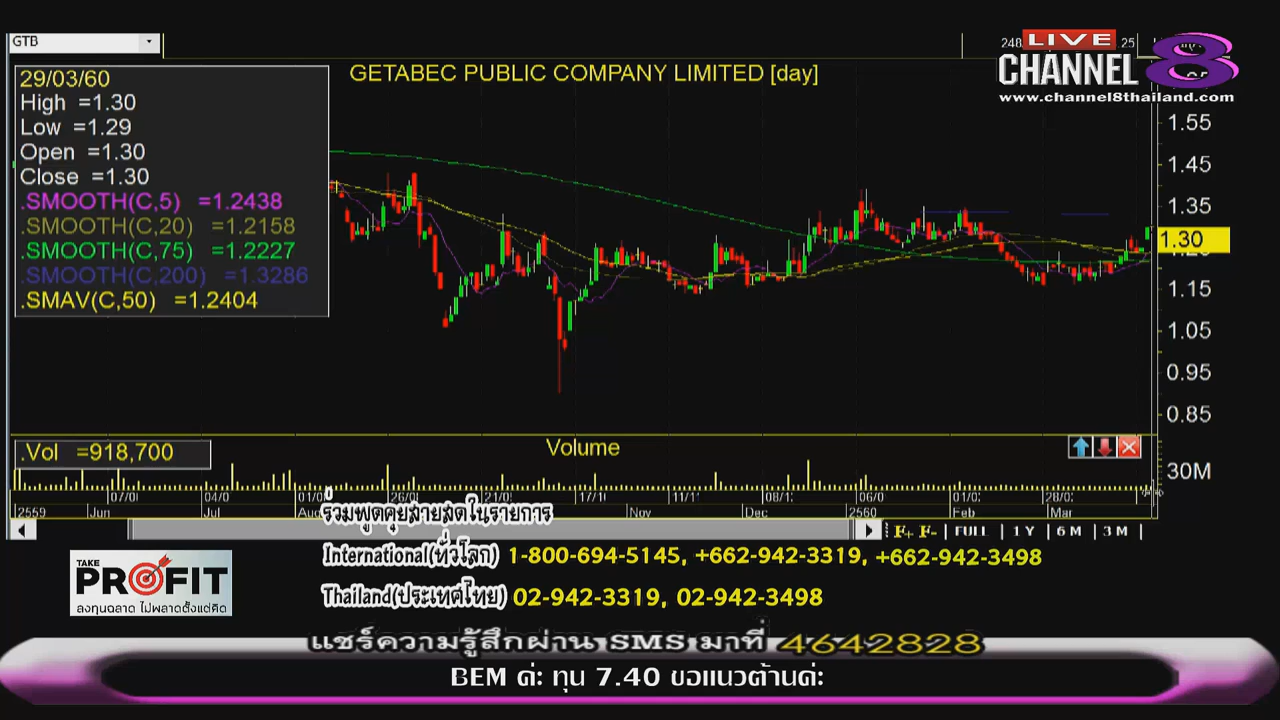 GTB
LIVE
CHANNEL 8
www.channel8thailand.com
GETABEC PUBLIC COMPANY LIMITED [day]
29/03/60
High =1.30
Low =1.29
Open =1.30
Close =1.30
.SMOOTH(C,5) =1.2438
.SMOOTH(C,20) =1.2158
.SMOOTH(C,75) =1.2227
.SMOOTH(C,200) =1.3286
.SMAV(C,50) =1.2404
1.55
1.45
1.35
1.30
1.15
1.05
0.95
0.85
.Vol =918,700
Volume
30M
2559 Jun Jul Aug Nov Dec 2560 Feb Mar
F+ F- FULL 1 Y 6 M 3 M
ร่วมพูดคุยสายสดในรายการ
International(ทั่วโลก) 1-800-694-5145, +662-942-3319, +662-942-3498
Thailand(ประเทศไทย) 02-942-3319, 02-942-3498
TAKE PROFIT
ลงทุนฉลาด ไม่พลาดตั้งแต่คิด
แชร์ความรู้สึกผ่าน SMS มาที่ 4642828
BEM ค่ะ ทุน 7.40 ขอแนวต้านค่ะ